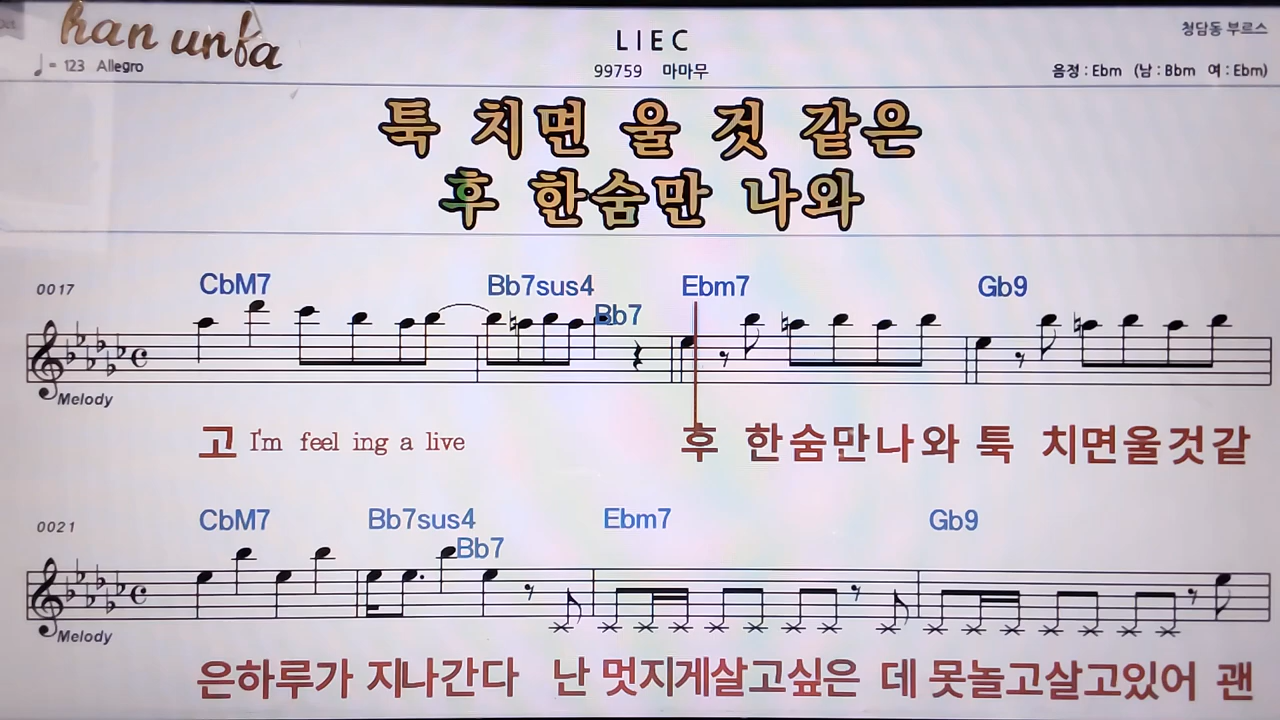 han unfa
♩= 123 Allegro
LIEC
99759 마마무
청담동 부르스
음정 : Ebm (남 : Bbm 여 : Ebm)
툭 치면 울 것 같은
후 한숨만 나와
0017
CbM7 Bb7sus4 Bb7 Ebm7 Gb9
Melody
고 I'm feel ing a live 후 한숨만나와 툭 치면울것같
0021
CbM7 Bb7sus4 Bb7 Ebm7 Gb9
Melody
은하루가 지나간다 난 멋지게살고싶은 데 못놀고살고있어 괜